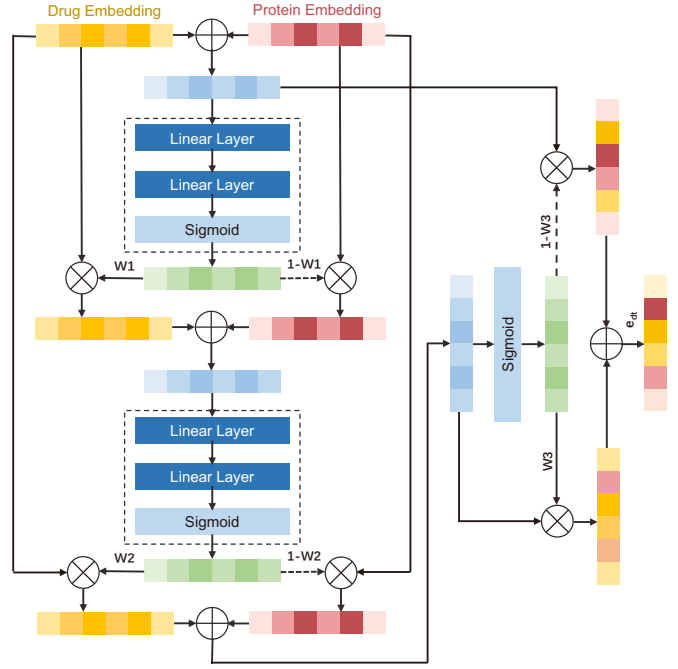 Drug Embedding
Protein Embedding
Linear Layer
Linear Layer
Sigmoid
W1
1-W1
1-W3
Sigmoid
e_dt
Linear Layer
Linear Layer
W3
Sigmoid
W2
1-W2